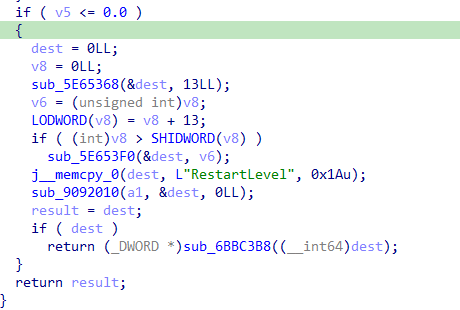 if ( v5 <= 0.0 )
{
dest = 0LL;
v8 = 0LL;
sub_5E65368(&dest, 13LL);
v6 = (unsigned int)v8;
LODWORD(v8) = v8 + 13;
if ( (int)v8 > SHIDWORD(v8) )
sub_5E653F0(&dest, v6);
j__memcpy_0(dest, L"RestartLevel", 0x1Au);
sub_9092010(a1, &dest, 0LL);
result = dest;
if ( dest )
return (_DWORD *)sub_6BBC3B8((__int64)dest);
}
return result;
}